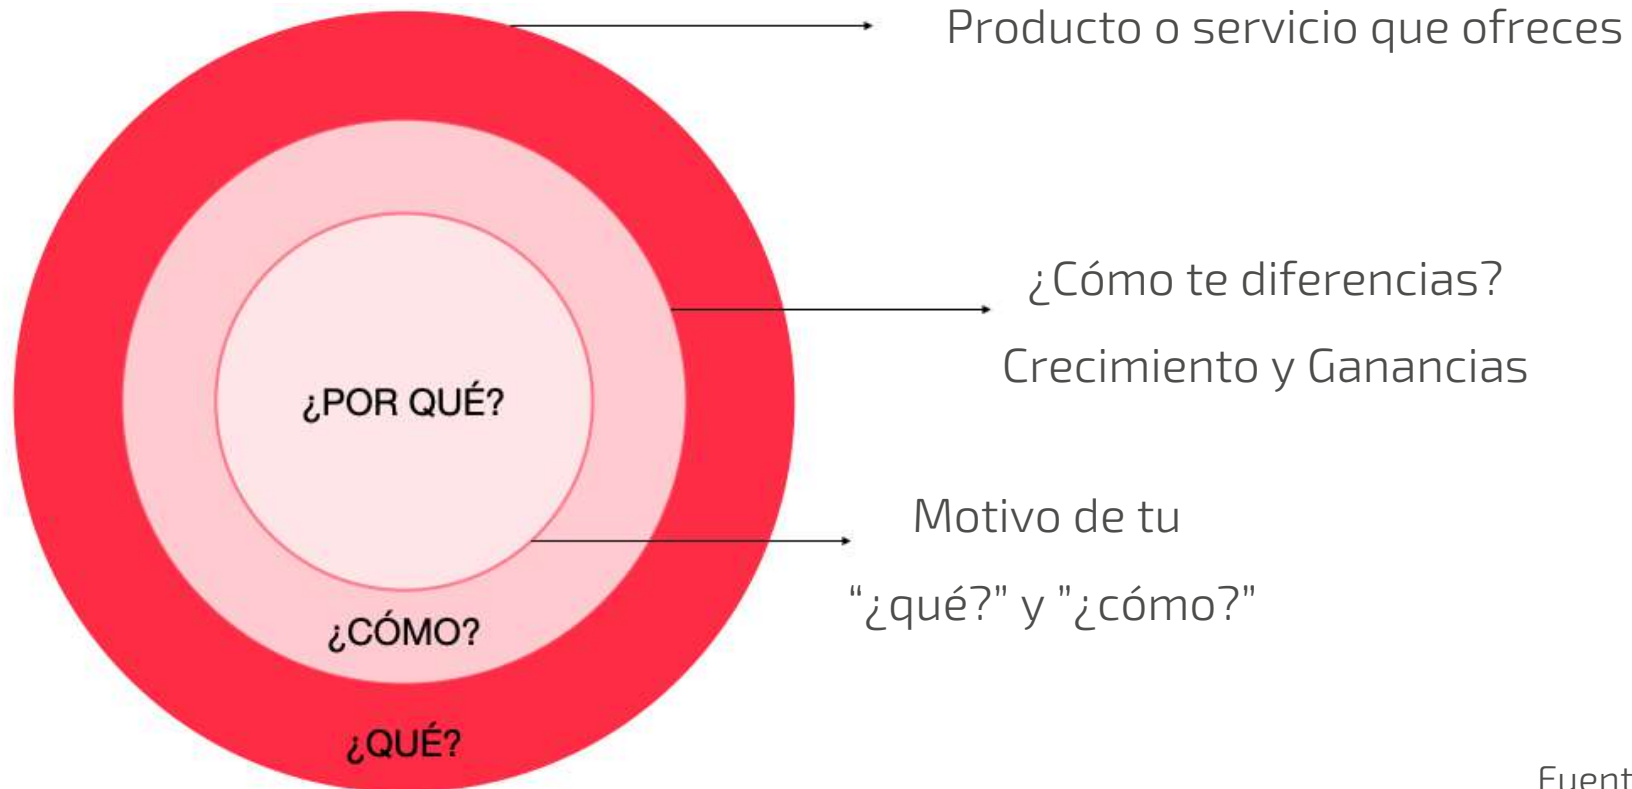 Producto o servicio que ofreces
¿Cómo te diferencias?
Crecimiento y Ganancias
¿POR QUÉ?
Motivo de tu
“¿qué?” y ”¿cómo?”
¿CÓMO?
¿QUÉ?